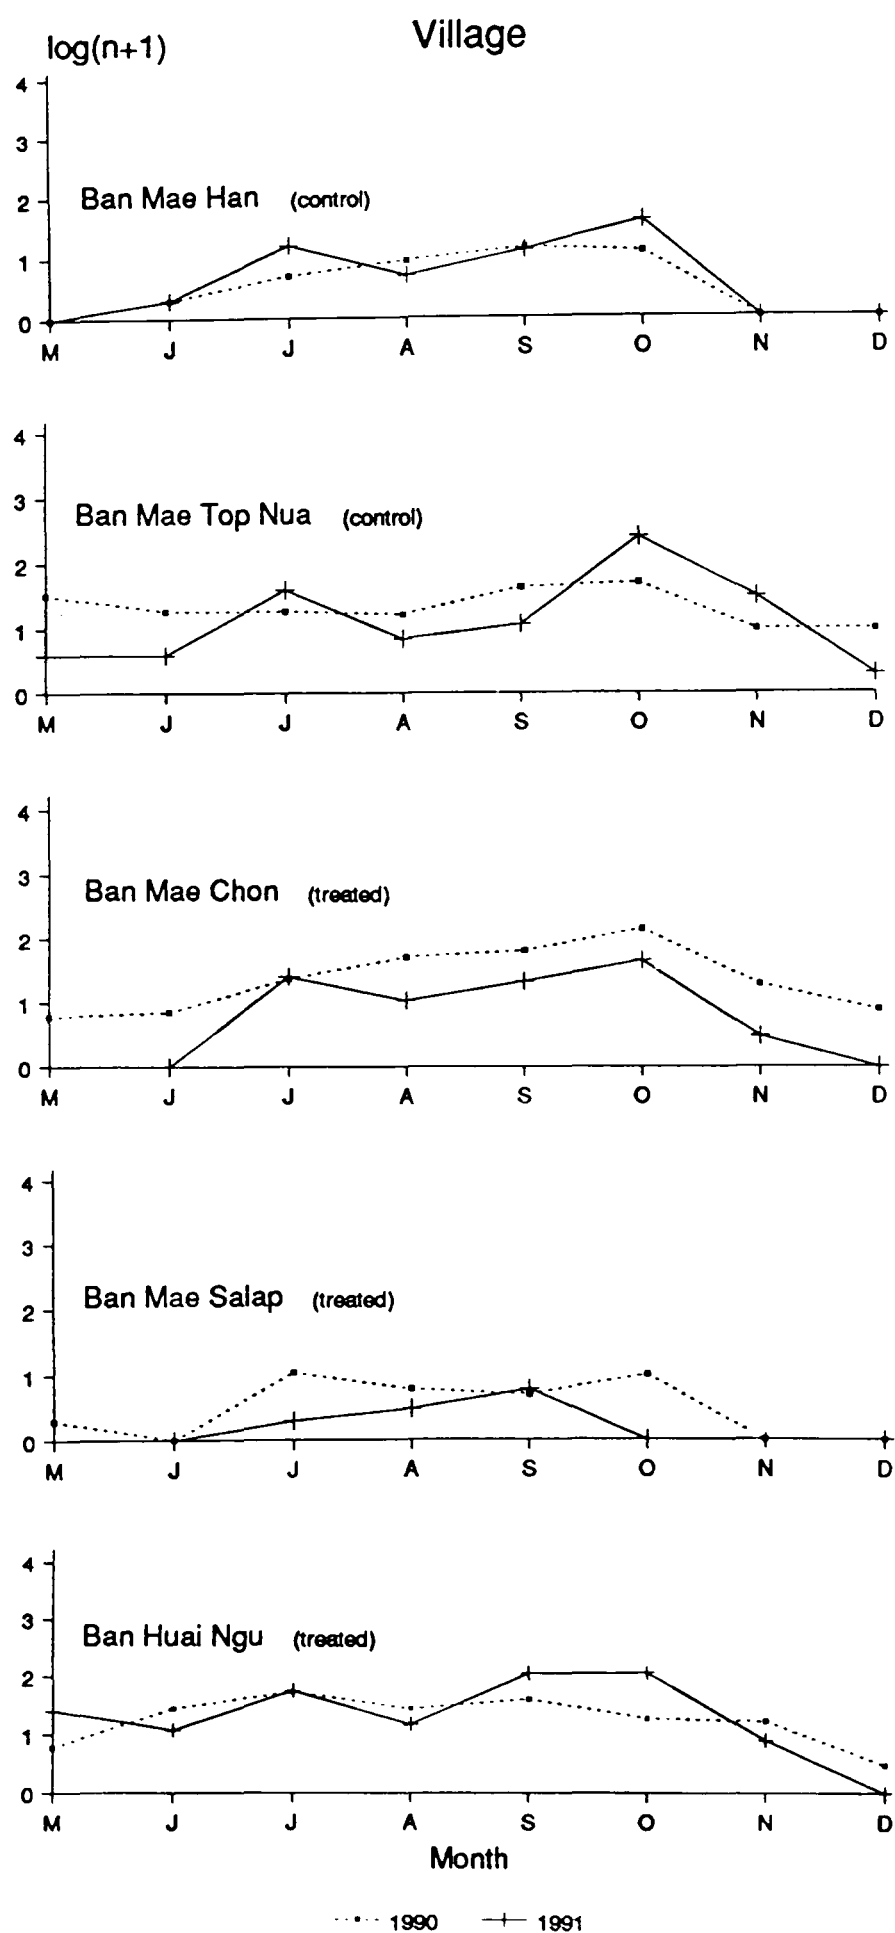 Village
log(n+1)
4
3
2
1
0
Ban Mae Han (control)
M J J A S O N D
4
3
2
1
0
Ban Mae Top Nua (control)
M J J A S O N D
4
3
2
1
0
Ban Mae Chon (treated)
M J J A S O N D
4
3
2
1
0
Ban Mae Salap (treated)
M J J A S O N D
4
3
2
1
0
Ban Huai Ngu (treated)
M J J A S O N D
Month
1990 1991